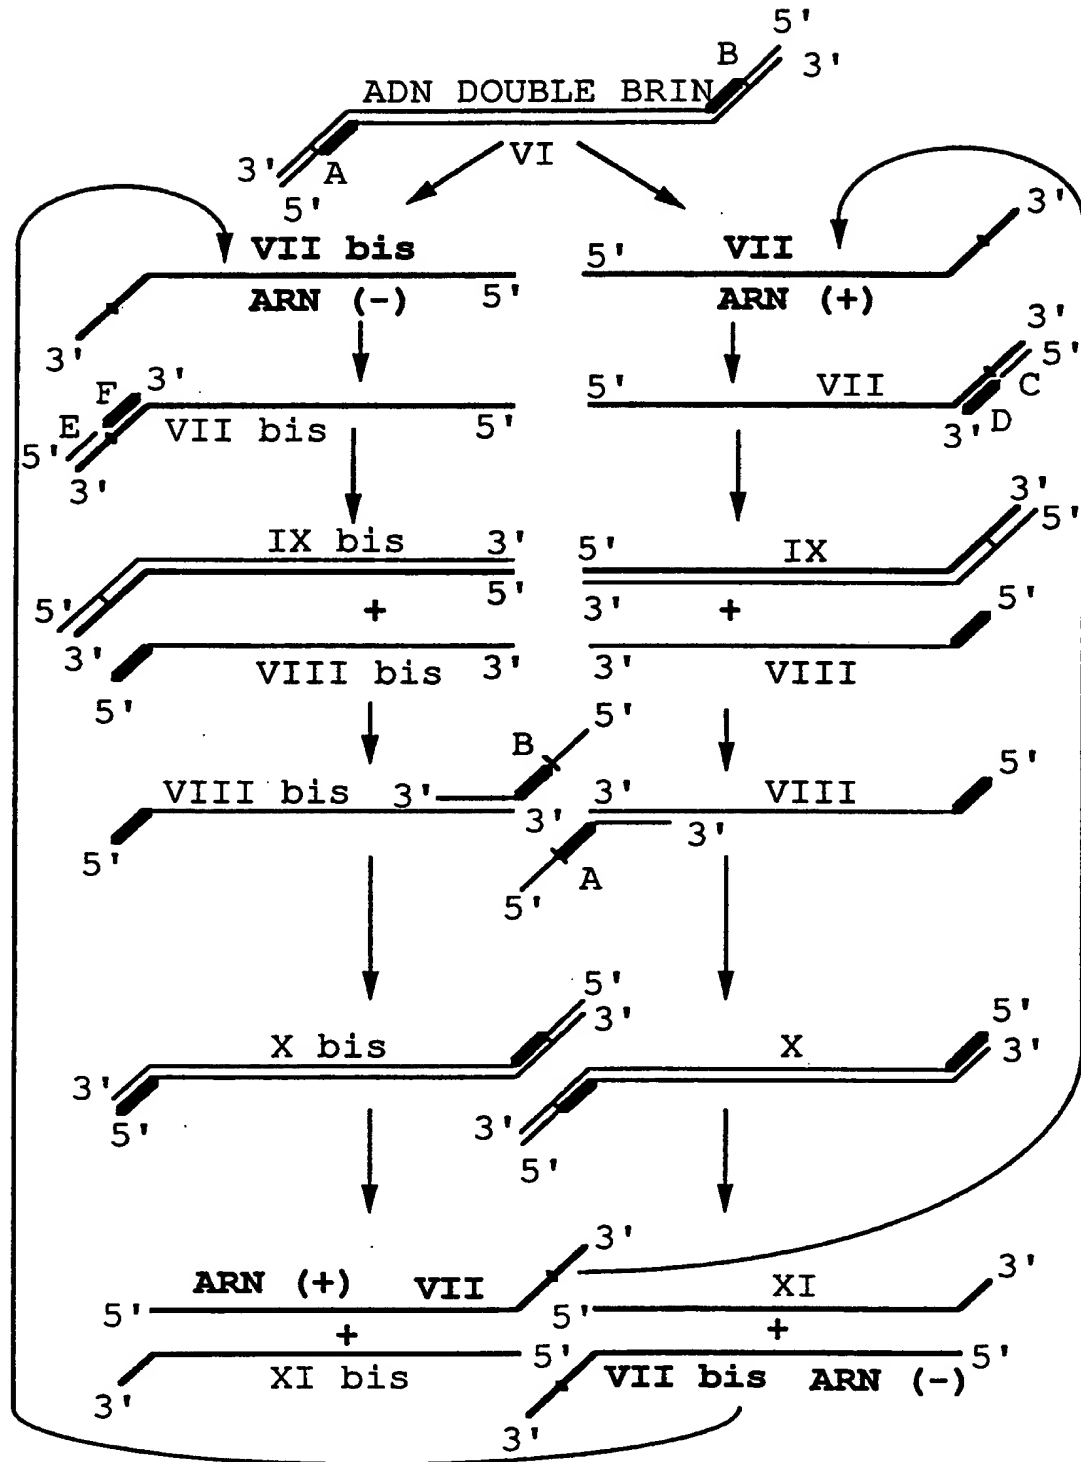 5'
B
3'
ADN DOUBLE BRIN
3'
A
VI
5'
3'
VII bis
5'
VII
ARN (-)
5'
ARN (+)
3'
3'
F
3'
5'
5'
VII
C
E
VII bis
5'
D
5'
3'
3'
3'
IX bis
3'
5'
IX
5'
5'
5'
3'
+
3'
+
5'
VIII bis
3'
3'
VIII
5'
5'
B
5'
VIII bis
3'
3'
VIII
3'
3'
5'
A
5'
5'
5'
X bis
3'
X
3'
3'
5'
3'
5'
3'
3'
ARN (+)
VII
XI
5'
5'
+
+
5'
5'
XI bis
VII bis
ARN (-)
3'
3'